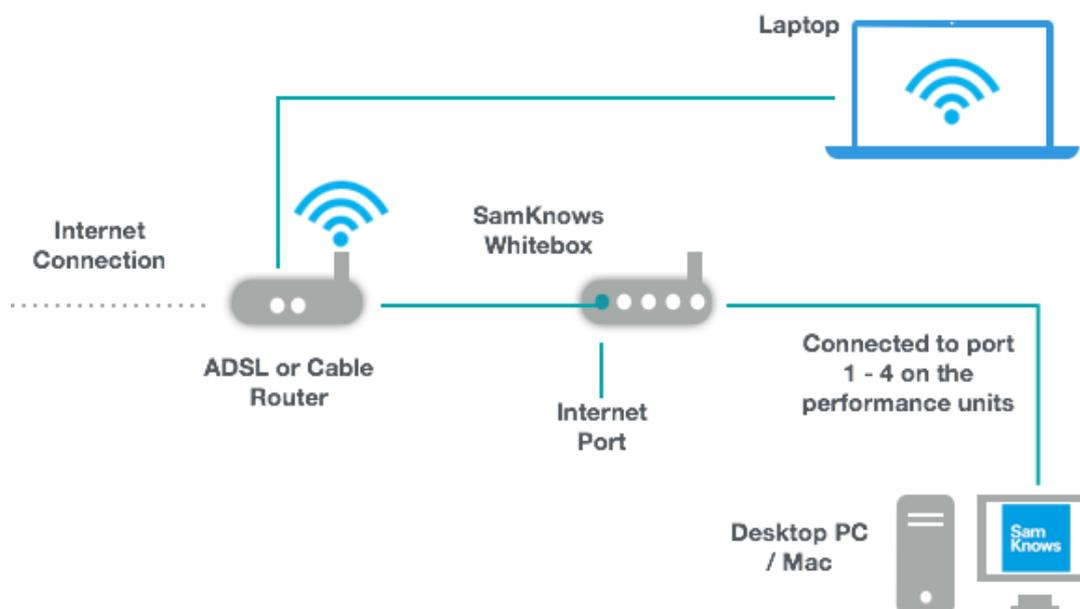 Laptop
SamKnows
Whitebox
Internet
Connection
ADSL or Cable
Router
Connected to port
1 - 4 on the
performance units
Internet
Port
Desktop PC
/ Mac
Sam
Knows